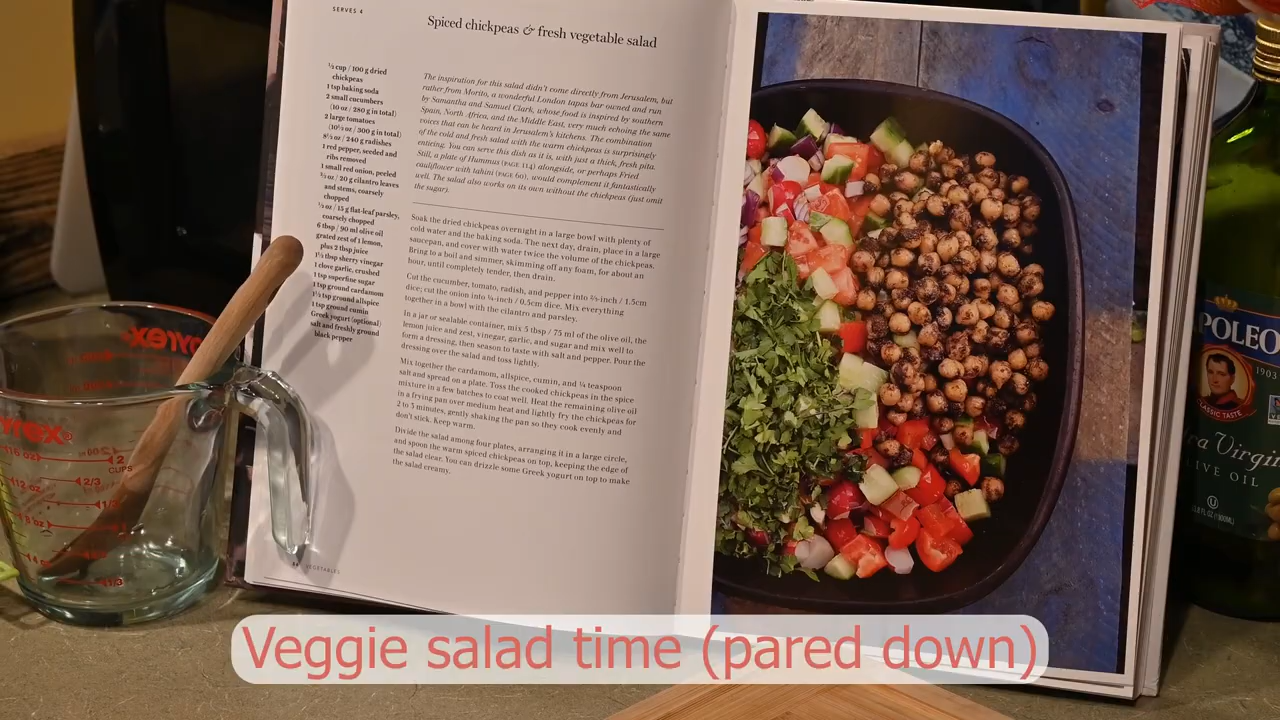 SERVES 4
Spiced chickpeas & fresh vegetable salad
½ cup / 100 g dried
chickpeas
1 tsp baking soda
2 small cucumbers
(10 oz / 280 g in total)
2 large tomatoes
(10½ oz / 300 g in total)
8½ oz / 240 g radishes
1 red pepper, seeded and
ribs removed
1 small red onion, peeled
⅔ oz / 20 g cilantro leaves
and stems, coarsely
chopped
½ oz / 15 g flat-leaf parsley,
coarsely chopped
6 tbsp / 90 ml olive oil
grated zest of 1 lemon,
plus 2 tbsp juice
1½ tbsp sherry vinegar
1 clove garlic, crushed
1 tsp superfine sugar
1 tsp ground cardamom
1½ tsp ground allspice
1 tsp ground cumin
Greek yogurt (optional)
salt and freshly ground
black pepper
The inspiration for this salad didn't come directly from Jerusalem, but
rather from Morito, a wonderful London tapas bar owned and run
by Samantha and Samuel Clark, whose food is inspired by southern
Spain, North Africa, and the Middle East, very much echoing the same
voices that can be heard in Jerusalem's kitchens. The combination
of the cold and fresh salad with the warm chickpeas is surprisingly
enticing. You can serve this dish as it is, with just a thick, fresh pita.
Still, a plate of Hummus (PAGE 114) alongside, or perhaps Fried
cauliflower with tahini (PAGE 60), would complement it fantastically
well. The salad also works on its own without the chickpeas (just omit
the sugar).
Soak the dried chickpeas overnight in a large bowl with plenty of
cold water and the baking soda. The next day, drain, place in a large
saucepan, and cover with water twice the volume of the chickpeas.
Bring to a boil and simmer, skimming off any foam, for about an
hour, until completely tender, then drain.
Cut the cucumber, tomato, radish, and pepper into ⅔-inch / 1.5cm
dice; cut the onion into ¼-inch / 0.5cm dice. Mix everything
together in a bowl with the cilantro and parsley.
In a jar or sealable container, mix 5 tbsp / 75 ml of the olive oil, the
lemon juice and zest, vinegar, garlic, and sugar and mix well to
form a dressing, then season to taste with salt and pepper. Pour the
dressing over the salad and toss lightly.
Mix together the cardamom, allspice, cumin, and ¼ teaspoon
salt and spread on a plate. Toss the cooked chickpeas in the spice
mixture in a few batches to coat well. Heat the remaining olive oil
in a frying pan over medium heat and lightly fry the chickpeas for
2 to 3 minutes, gently shaking the pan so they cook evenly and
don't stick. Keep warm.
Divide the salad among four plates, arranging it in a large circle,
and spoon the warm spiced chickpeas on top, keeping the edge of
the salad clear. You can drizzle some Greek yogurt on top to make
the salad creamy.
VEGETABLES
PYREX®
16 oz
2
CUPS
12 oz
2/3
8 oz
1/3
POLEO
1903
CLASSIC TASTE
ra Virgin
IVE OIL
Veggie salad time (pared down)